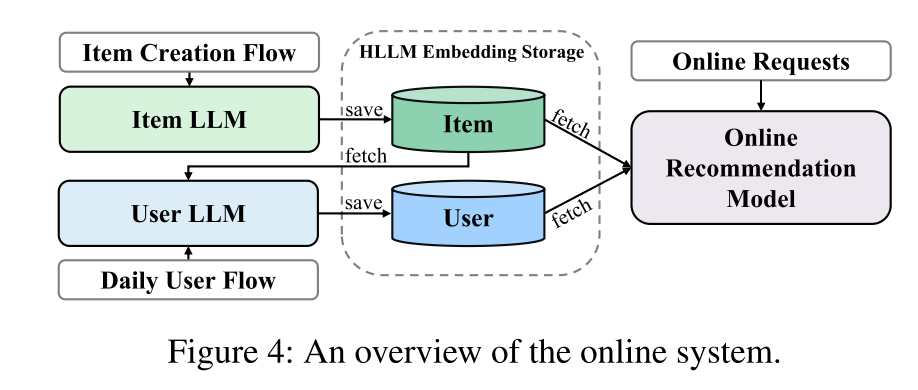 Item Creation Flow
HLLM Embedding Storage
Online Requests
Item LLM
save
Item
fetch
fetch
Online
Recommendation
Model
User LLM
save
User
fetch
Daily User Flow
Figure 4: An overview of the online system.